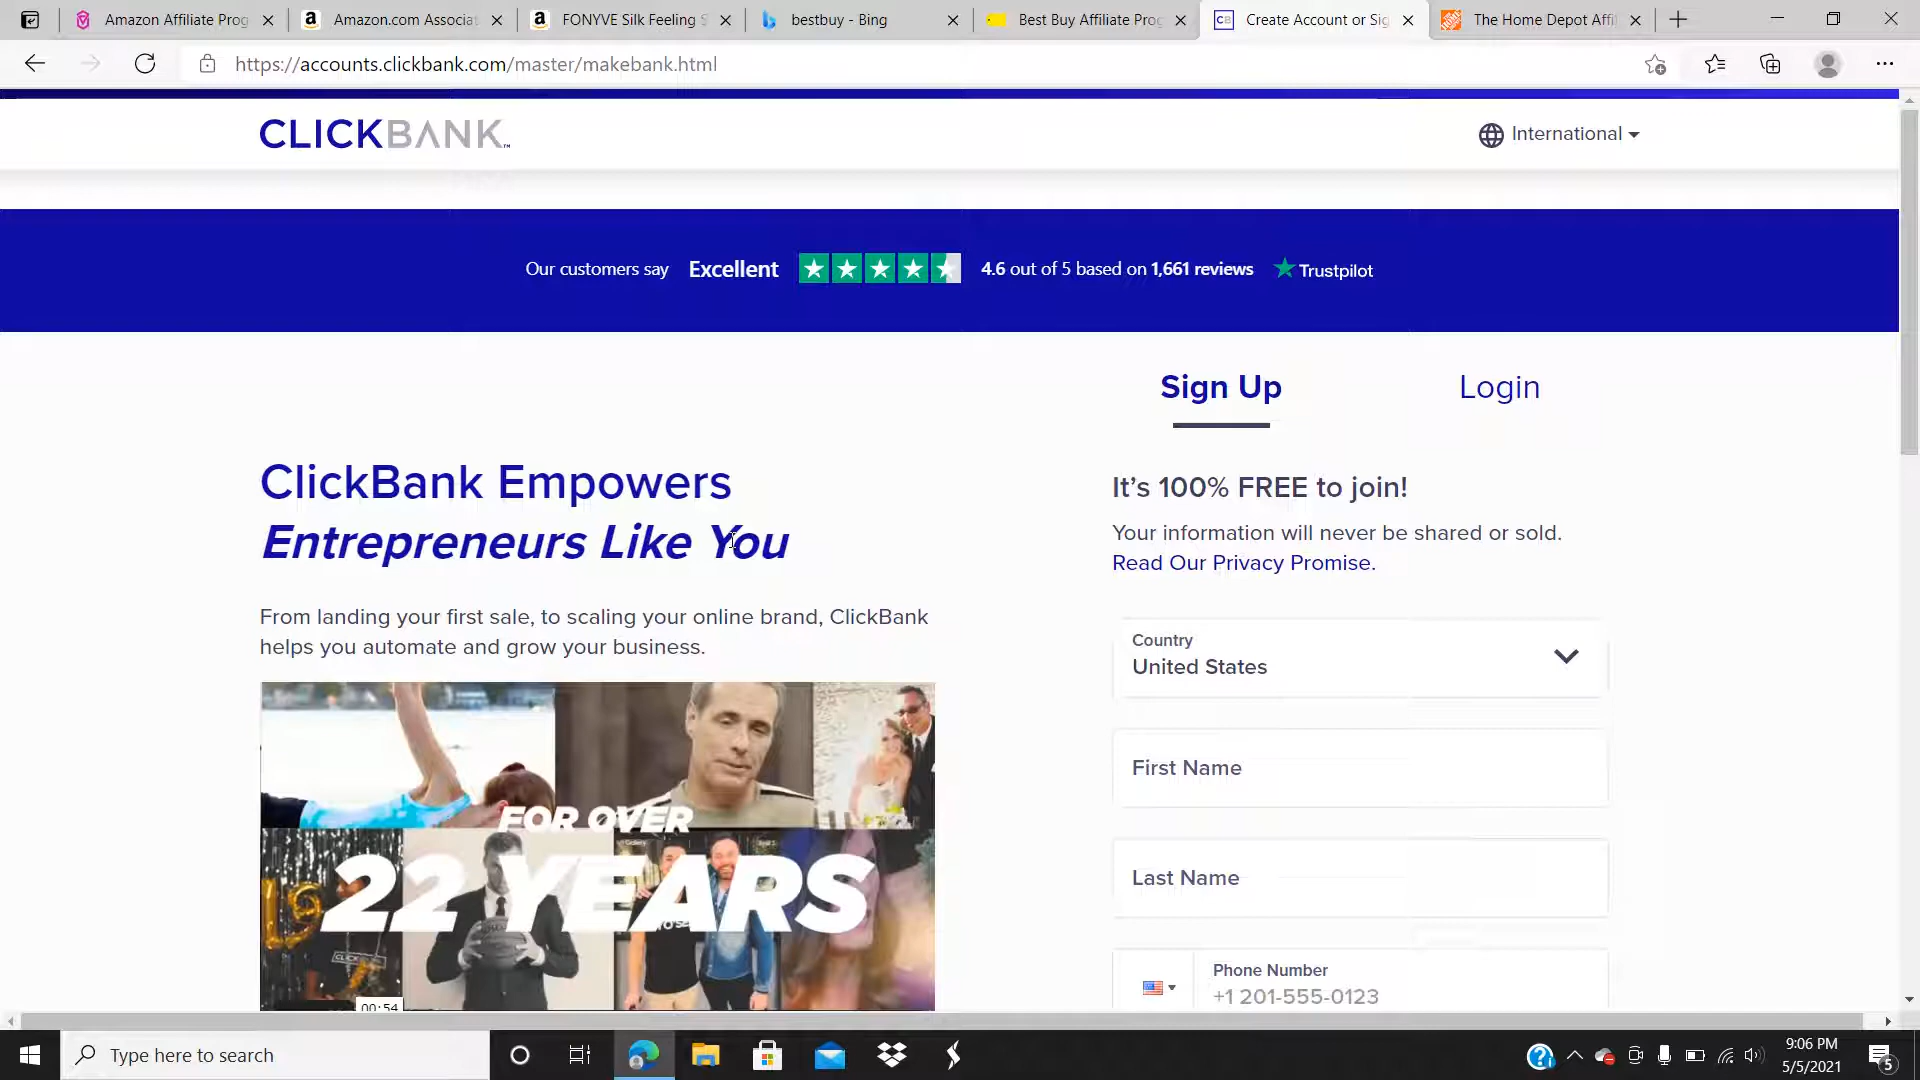 Amazon Affiliate Prog
Amazon.com Associat
FONYVE Silk Feeling S
bestbuy - Bing
Best Buy Affiliate Prog
Create Account or Sig
The Home Depot Affi
https://accounts.clickbank.com/master/makebank.html
CLICKBANK™
International
Our customers say Excellent 4.6 out of 5 based on 1,661 reviews Trustpilot
Sign Up
Login
ClickBank Empowers
Entrepreneurs Like You
From landing your first sale, to scaling your online brand, ClickBank
helps you automate and grow your business.
FOR OVER
22 YEARS
00:54
It's 100% FREE to join!
Your information will never be shared or sold.
Read Our Privacy Promise.
Country
United States
First Name
Last Name
Phone Number
+1 201-555-0123
Type here to search
9:06 PM
5/5/2021
5